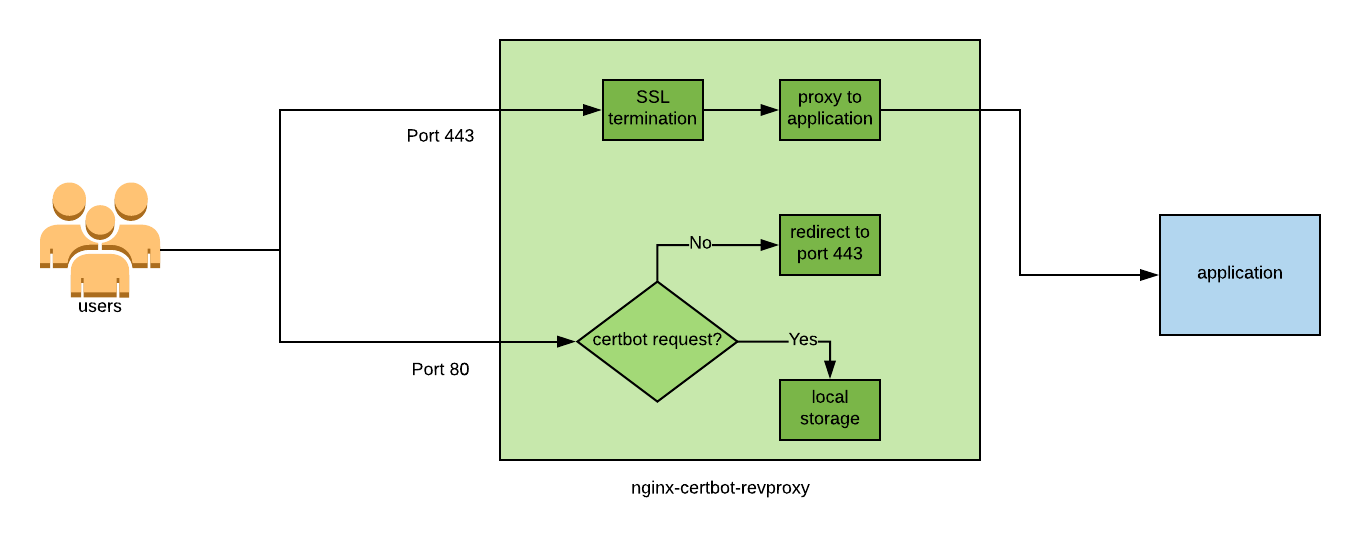 SSL
termination
proxy to
application
Port 443
users
No
redirect to
port 443
application
certbot request?
Yes
Port 80
local
storage
nginx-certbot-revproxy